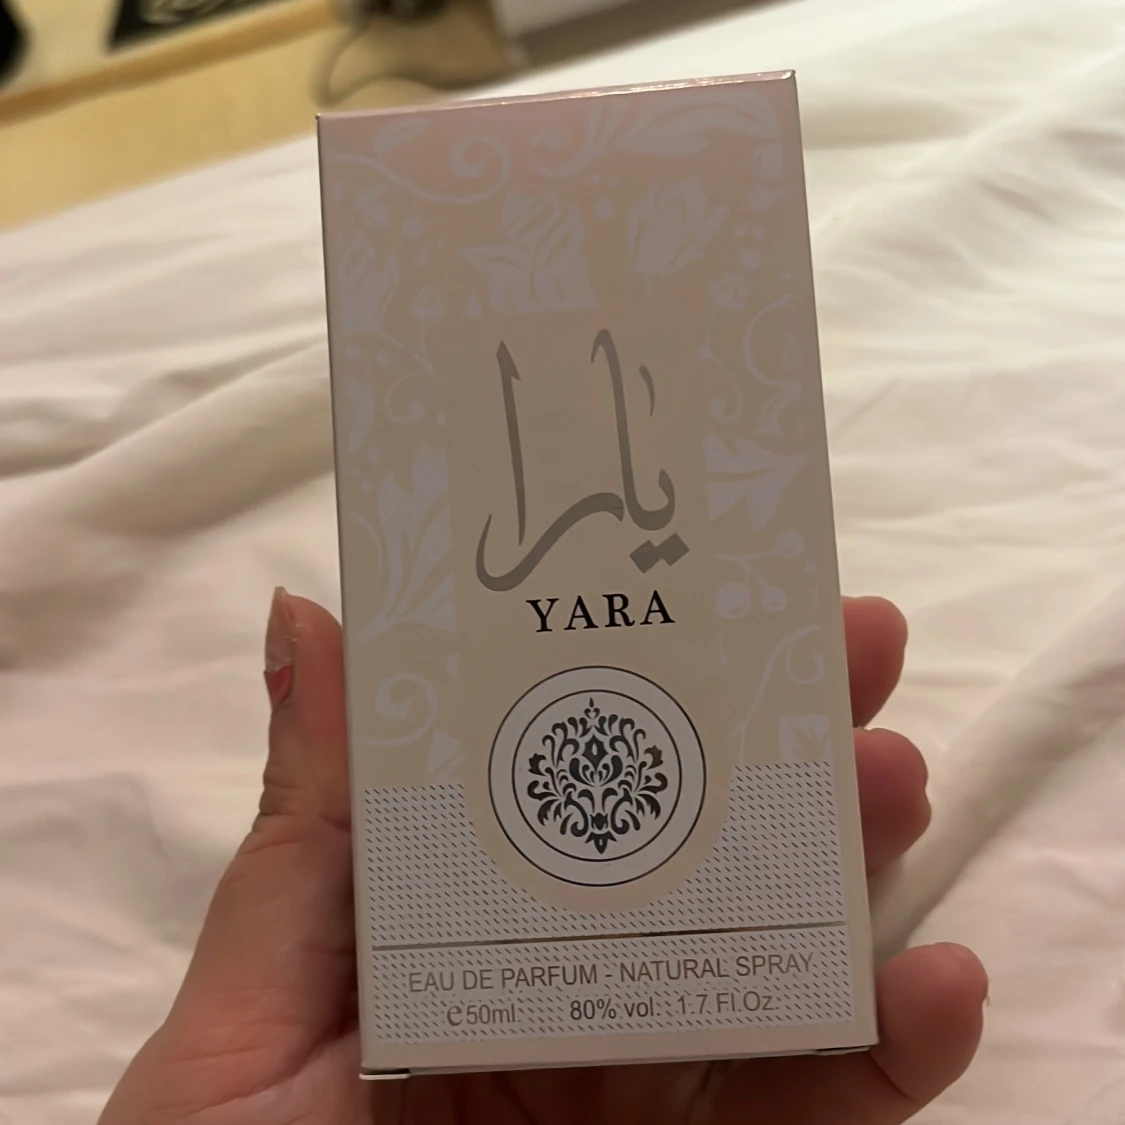 يارا
YARA
EAU DE PARFUM - NATURAL SPRAY
℮50ml. 80% vol. 1.7 Fl.Oz.